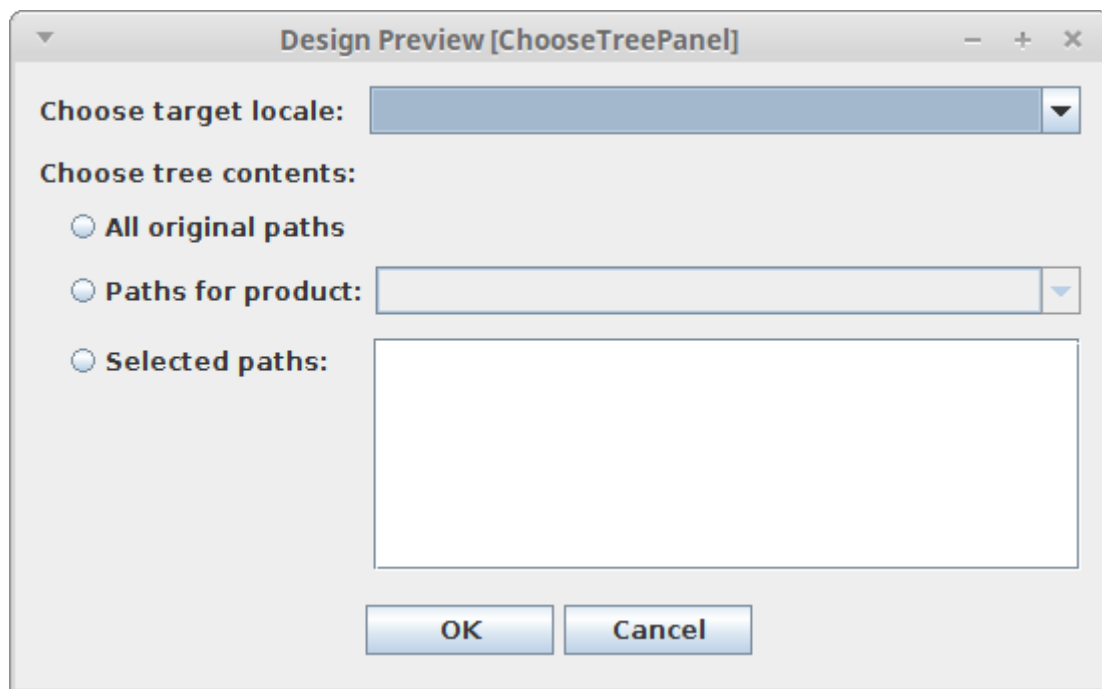 Design Preview [ChooseTreePanel]
Choose target locale:
Choose tree contents:
All original paths
Paths for product:
Selected paths:
OK Cancel